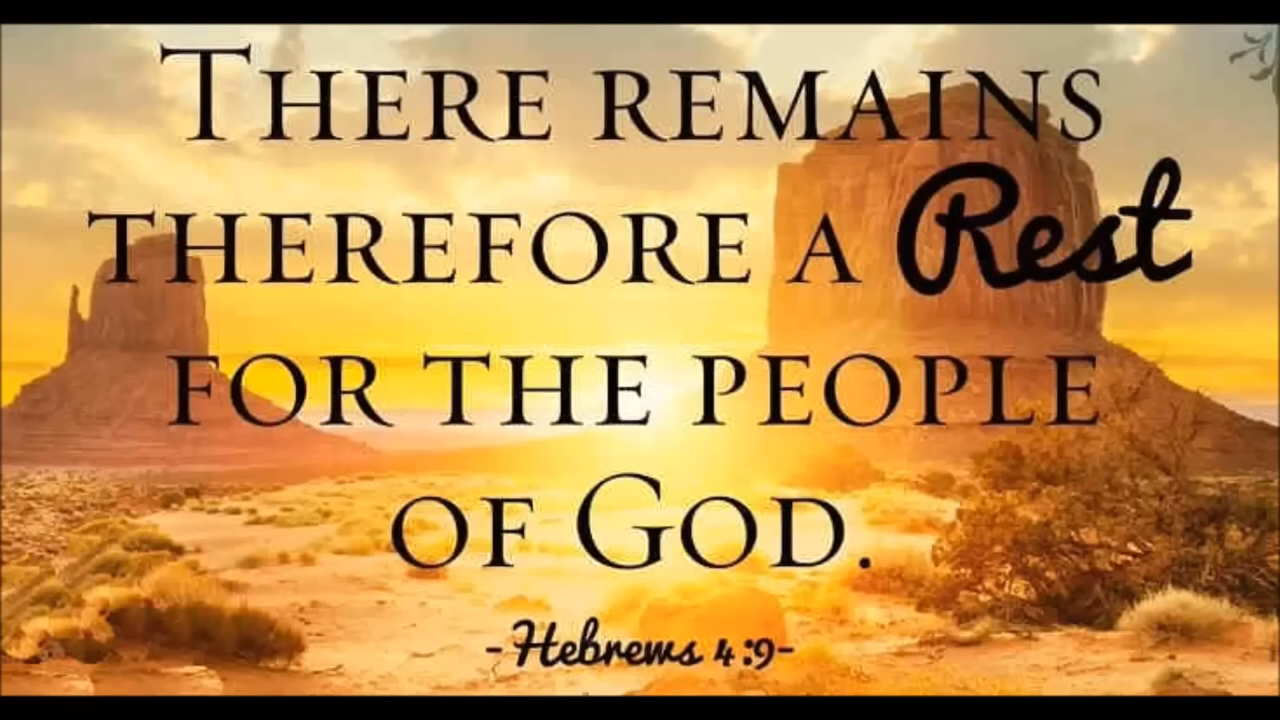 THERE REMAINS
THEREFORE A Rest
FOR THE PEOPLE
OF GOD.
-Hebrews 4:9-